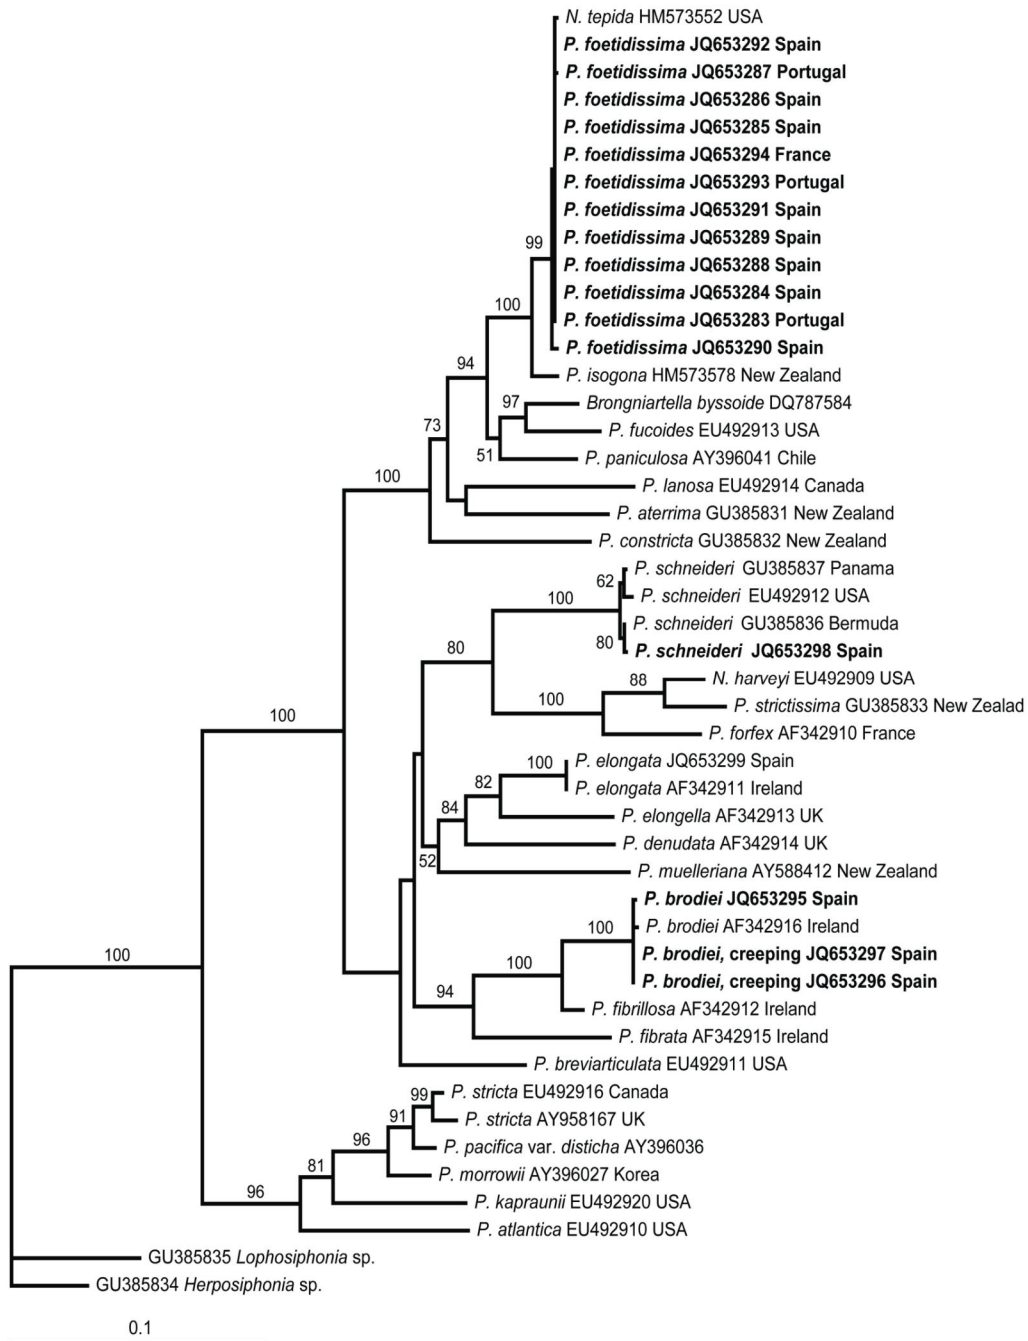 N. tepida HM573552 USA
P. foetidissima JQ653292 Spain
P. foetidissima JQ653287 Portugal
P. foetidissima JQ653286 Spain
P. foetidissima JQ653285 Spain
P. foetidissima JQ653294 France
P. foetidissima JQ653293 Portugal
P. foetidissima JQ653291 Spain
P. foetidissima JQ653289 Spain
99
P. foetidissima JQ653288 Spain
P. foetidissima JQ653284 Spain
100
P. foetidissima JQ653283 Portugal
P. foetidissima JQ653290 Spain
94
P. isogona HM573578 New Zealand
97
Brongniartella byssoide DQ787584
73
P. fucoides EU492913 USA
51
P. paniculosa AY396041 Chile
100
P. lanosa EU492914 Canada
P. aterrima GU385831 New Zealand
P. constricta GU385832 New Zealand
P. schneideri GU385837 Panama
62
100
P. schneideri EU492912 USA
P. schneideri GU385836 Bermuda
80
80
P. schneideri JQ653298 Spain
88
N. harveyi EU492909 USA
100
P. strictissima GU385833 New Zealad
100
P. forfex AF342910 France
100
P. elongata JQ653299 Spain
82
P. elongata AF342911 Ireland
84
P. elongella AF342913 UK
P. denudata AF342914 UK
52
P. muelleriana AY588412 New Zealand
P. brodiei JQ653295 Spain
100
P. brodiei AF342916 Ireland
100
P. brodiei, creeping JQ653297 Spain
100
P. brodiei, creeping JQ653296 Spain
94
P. fibrillosa AF342912 Ireland
P. fibrata AF342915 Ireland
P. breviarticulata EU492911 USA
99
P. stricta EU492916 Canada
91
P. stricta AY958167 UK
96
P. pacifica var. disticha AY396036
81
P. morrowii AY396027 Korea
96
P. kapraunii EU492920 USA
P. atlantica EU492910 USA
GU385835 Lophosiphonia sp.
GU385834 Herposiphonia sp.
0.1